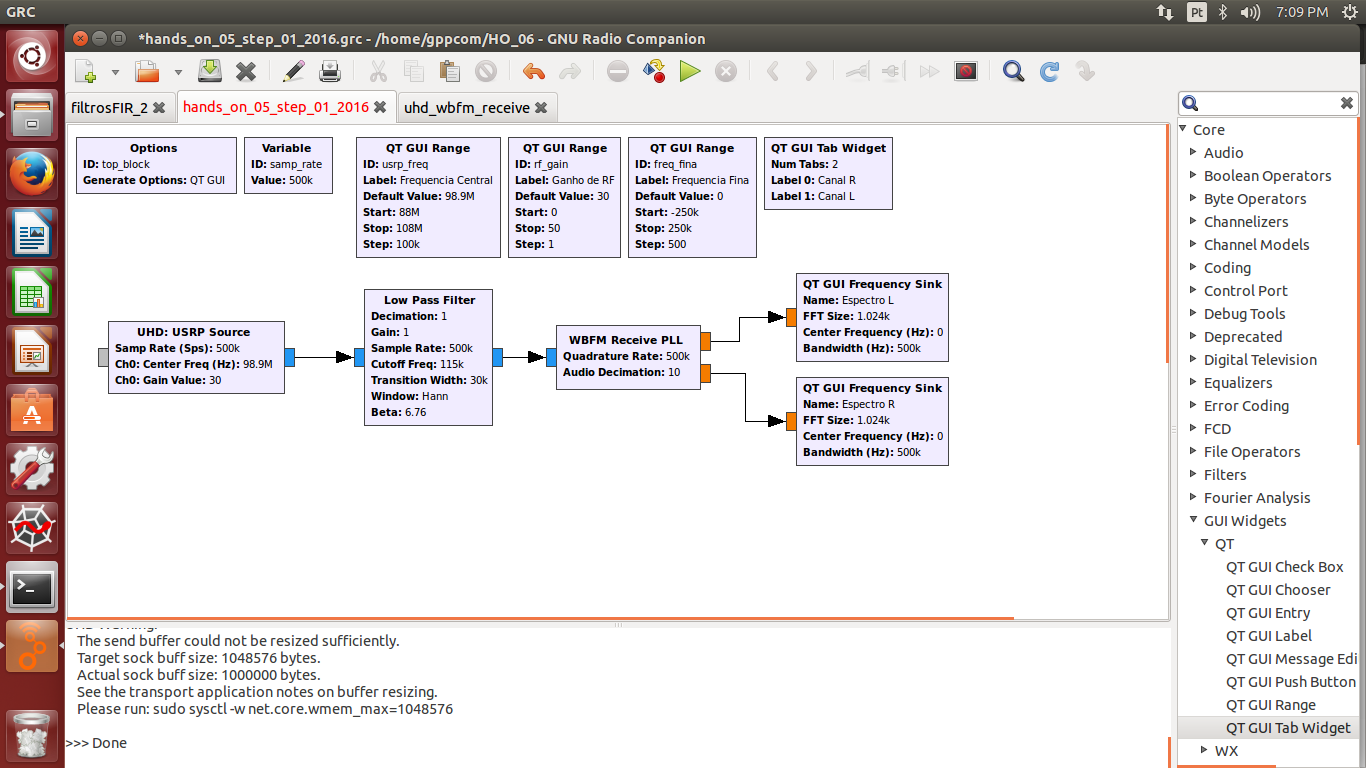 GRC
Pt
7:09 PM
*hands_on_05_step_01_2016.grc - /home/gppcom/HO_06 - GNU Radio Companion
filtrosFIR_2
hands_on_05_step_01_2016
uhd_wbfm_receive
Options
ID: top_block
Generate Options: QT GUI
Variable
ID: samp_rate
Value: 500k
QT GUI Range
ID: usrp_freq
Label: Frequencia Central
Default Value: 98.9M
Start: 88M
Stop: 108M
Step: 100k
QT GUI Range
ID: rf_gain
Label: Ganho de RF
Default Value: 30
Start: 0
Stop: 50
Step: 1
QT GUI Range
ID: freq_fina
Label: Frequencia Fina
Default Value: 0
Start: -250k
Stop: 250k
Step: 500
QT GUI Tab Widget
Num Tabs: 2
Label 0: Canal R
Label 1: Canal L
UHD: USRP Source
Samp Rate (Sps): 500k
Ch0: Center Freq (Hz): 98.9M
Ch0: Gain Value: 30
Low Pass Filter
Decimation: 1
Gain: 1
Sample Rate: 500k
Cutoff Freq: 115k
Transition Width: 30k
Window: Hann
Beta: 6.76
WBFM Receive PLL
Quadrature Rate: 500k
Audio Decimation: 10
QT GUI Frequency Sink
Name: Espectro L
FFT Size: 1.024k
Center Frequency (Hz): 0
Bandwidth (Hz): 500k
QT GUI Frequency Sink
Name: Espectro R
FFT Size: 1.024k
Center Frequency (Hz): 0
Bandwidth (Hz): 500k
UHD Warning:
The send buffer could not be resized sufficiently.
Target sock buff size: 1048576 bytes.
Actual sock buff size: 1000000 bytes.
See the transport application notes on buffer resizing.
Please run: sudo sysctl -w net.core.wmem_max=1048576
>>> Done
Core
Audio
Boolean Operators
Byte Operators
Channelizers
Channel Models
Coding
Control Port
Debug Tools
Deprecated
Digital Television
Equalizers
Error Coding
FCD
File Operators
Filters
Fourier Analysis
GUI Widgets
QT
QT GUI Check Box
QT GUI Chooser
QT GUI Entry
QT GUI Label
QT GUI Message Edi
QT GUI Push Button
QT GUI Range
QT GUI Tab Widget
WX